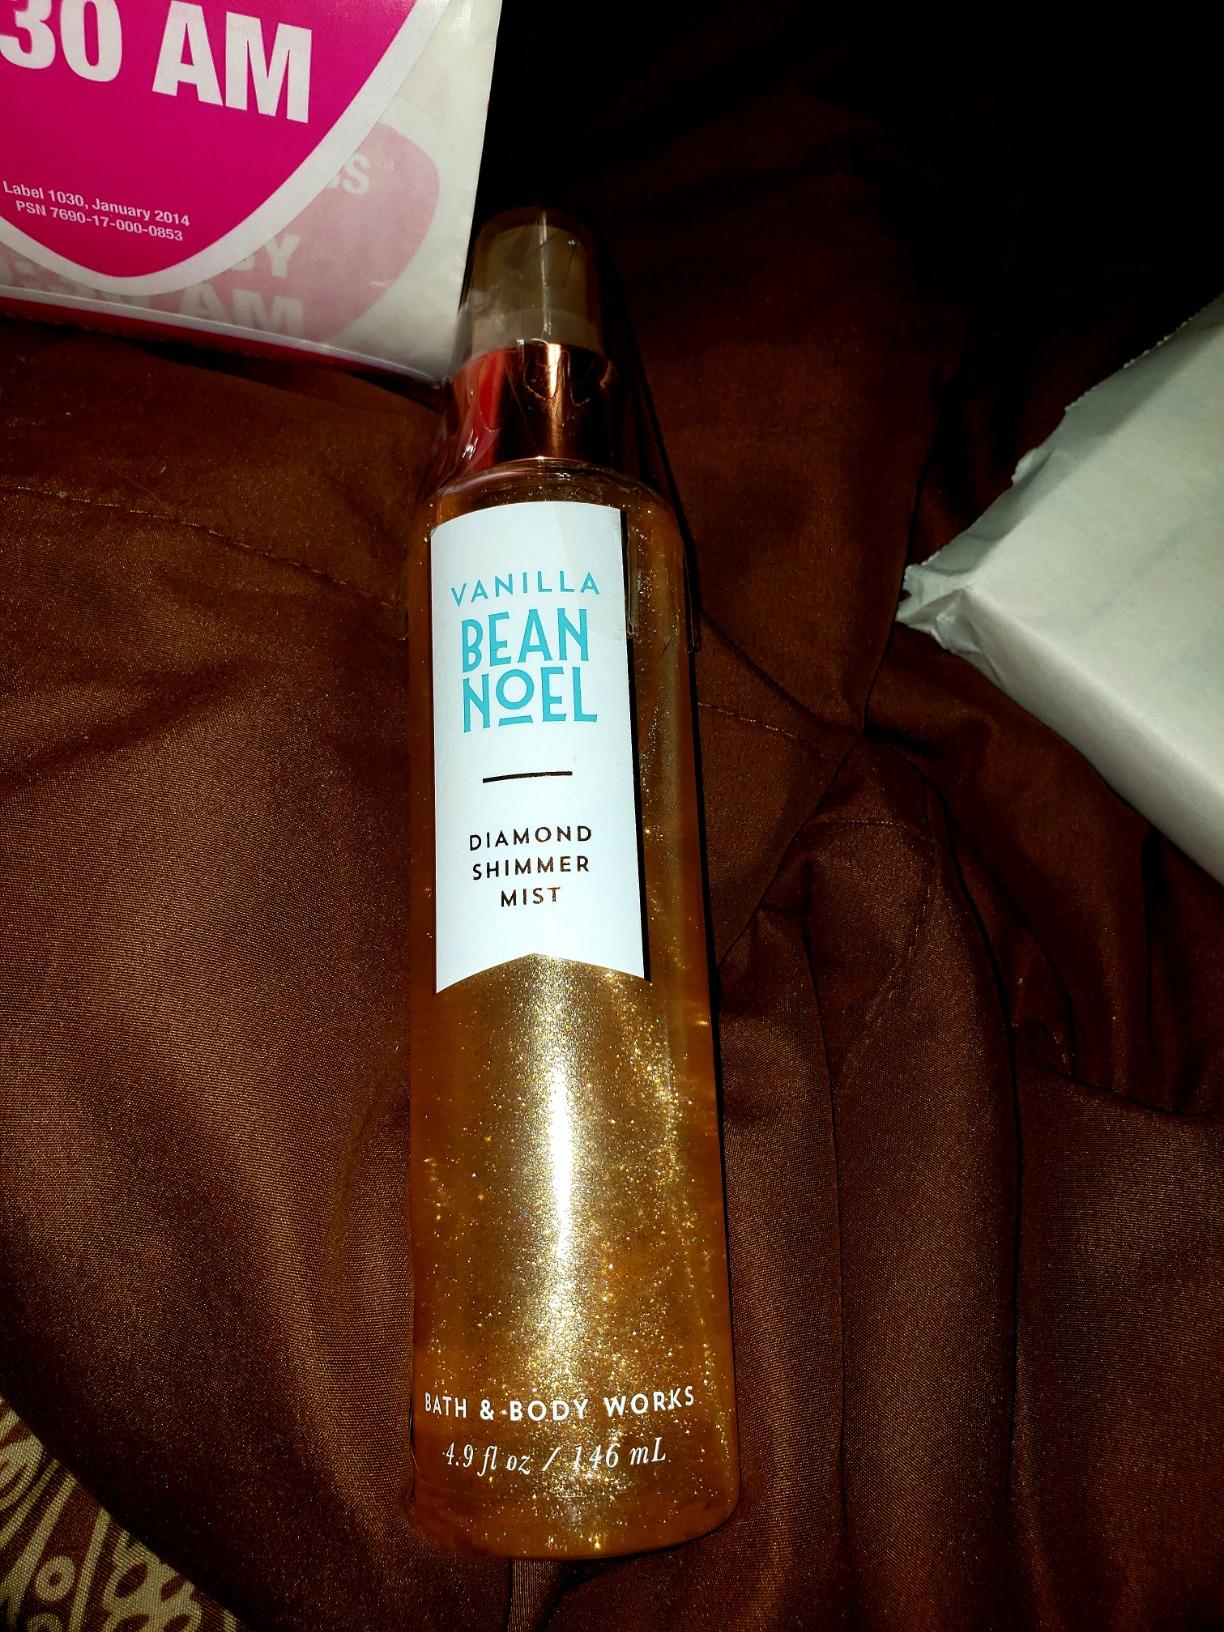 30 AM
Label 1030, January 2014
PSN 7690-17-000-0853
AM
VANILLA
BEAN
NOEL
DIAMOND
SHIMMER
MIST
BATH & BODY WORKS
4.9 fl oz / 146 mL